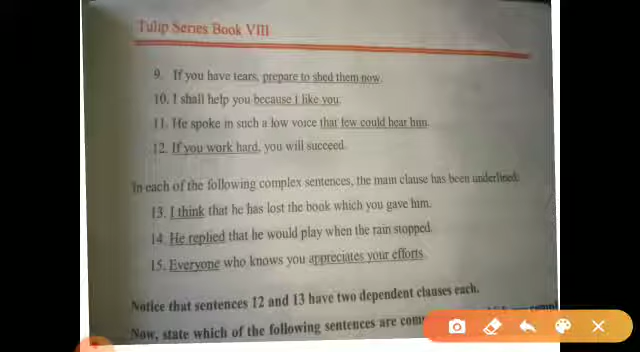 Tulip Series Book VIII
9. If you have tears, prepare to shed them now.
10. I shall help you because I like you.
11. He spoke in such a low voice that few could hear him.
12. If you work hard, you will succeed.
In each of the following complex sentences, the main clause has been underlined:
13. I think that he has lost the book which you gave him.
14. He replied that he would play when the rain stopped.
15. Everyone who knows you appreciates your efforts.
Notice that sentences 12 and 13 have two dependent clauses each.
Now, state which of the following sentences are